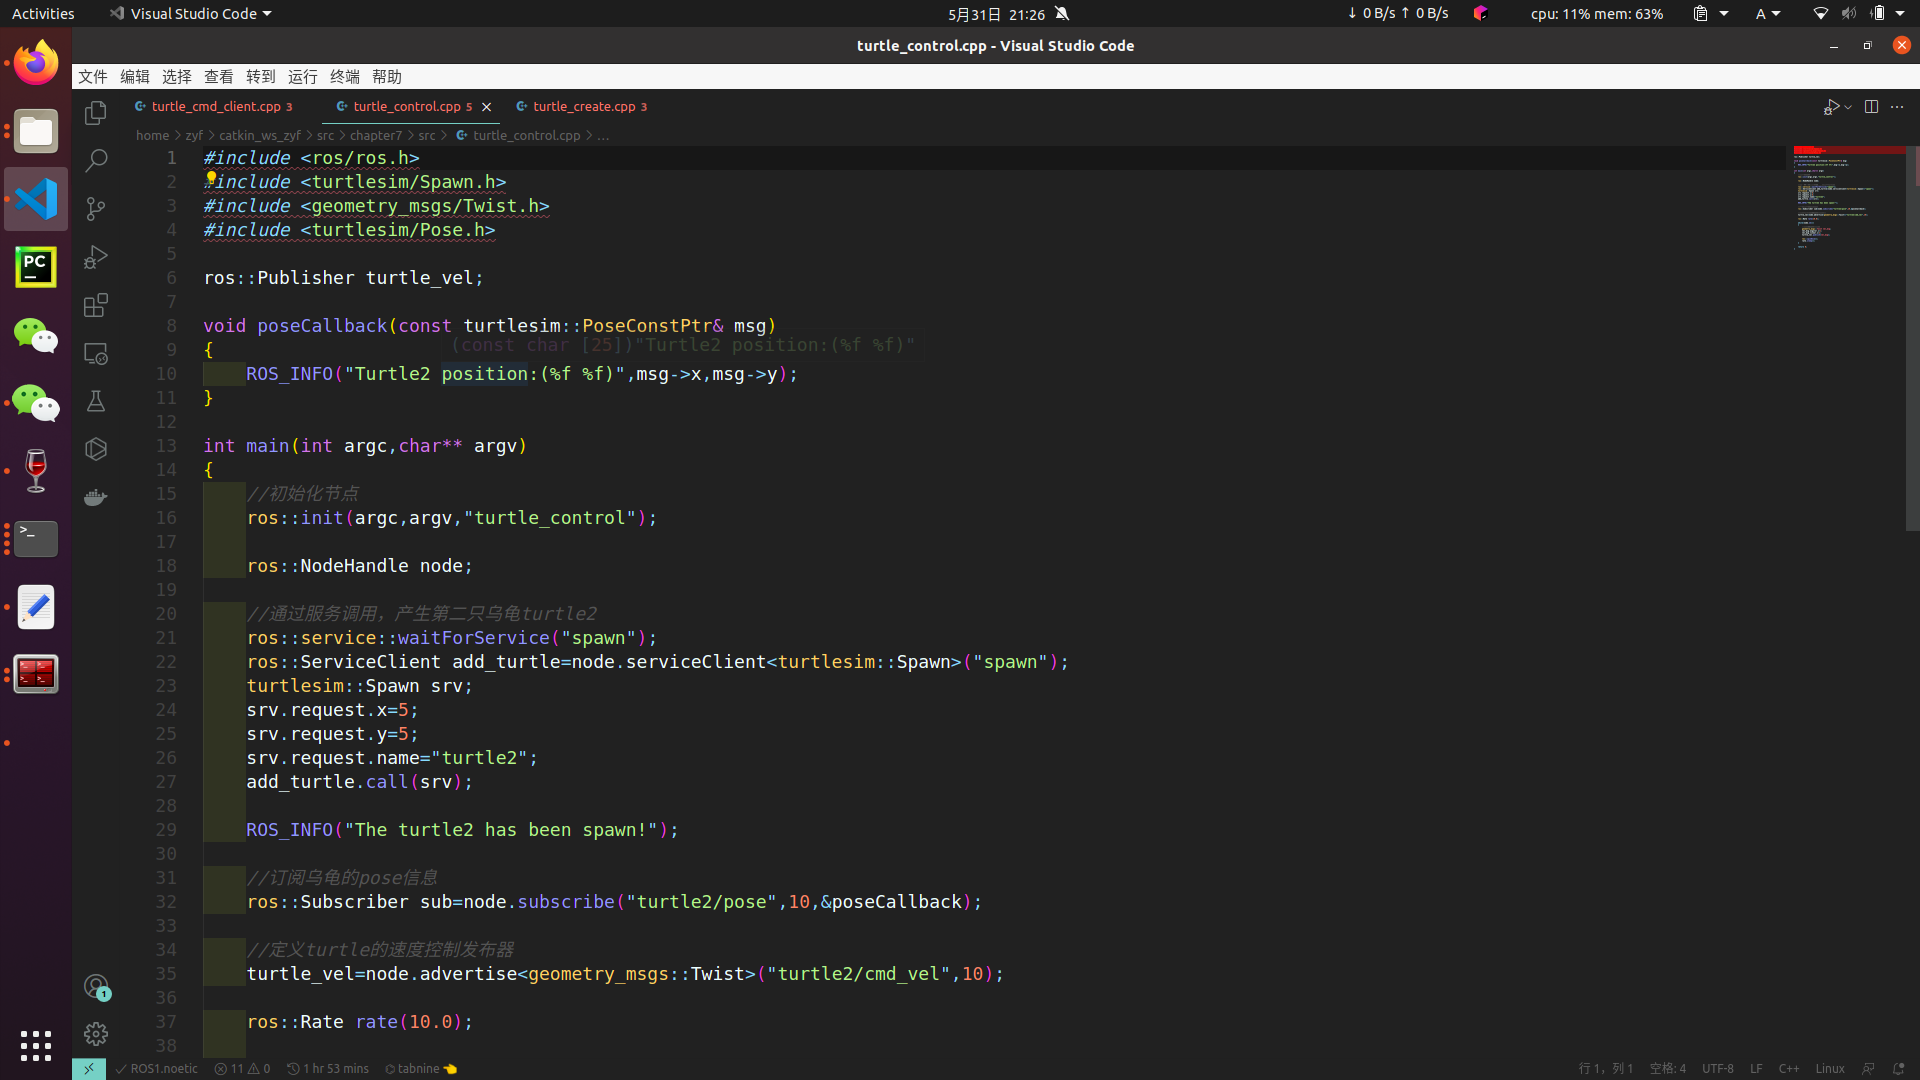 Activities Visual Studio Code 5月31日 21:26 ↓ 0 B/s ↑ 0 B/s cpu: 11% mem: 63% A
turtle_control.cpp - Visual Studio Code
文件 编辑 选择 查看 转到 运行 终端 帮助
turtle_cmd_client.cpp 3 turtle_control.cpp 5 turtle_create.cpp 3
home > zyf > catkin_ws_zyf > src > chapter7 > src > turtle_control.cpp > ...
1 #include <ros/ros.h>
2 #include <turtlesim/Spawn.h>
3 #include <geometry_msgs/Twist.h>
4 #include <turtlesim/Pose.h>
5
6 ros::Publisher turtle_vel;
7
8 void poseCallback(const turtlesim::PoseConstPtr& msg)
(const char [25])"Turtle2 position:(%f %f)"
9 {
10 ROS_INFO("Turtle2 position:(%f %f)",msg->x,msg->y);
11 }
12
13 int main(int argc,char** argv)
14 {
15 //初始化节点
16 ros::init(argc,argv,"turtle_control");
17
18 ros::NodeHandle node;
19
20 //通过服务调用，产生第二只乌龟turtle2
21 ros::service::waitForService("spawn");
22 ros::ServiceClient add_turtle=node.serviceClient<turtlesim::Spawn>("spawn");
23 turtlesim::Spawn srv;
24 srv.request.x=5;
25 srv.request.y=5;
26 srv.request.name="turtle2";
27 add_turtle.call(srv);
28
29 ROS_INFO("The turtle2 has been spawn!");
30
31 //订阅乌龟的pose信息
32 ros::Subscriber sub=node.subscribe("turtle2/pose",10,&poseCallback);
33
34 //定义turtle的速度控制发布器
35 turtle_vel=node.advertise<geometry_msgs::Twist>("turtle2/cmd_vel",10);
36
37 ros::Rate rate(10.0);
38
PC
1
ROS1.noetic 11 0 1 hr 53 mins tabnine 行 1，列 1 空格: 4 UTF-8 LF C++ Linux